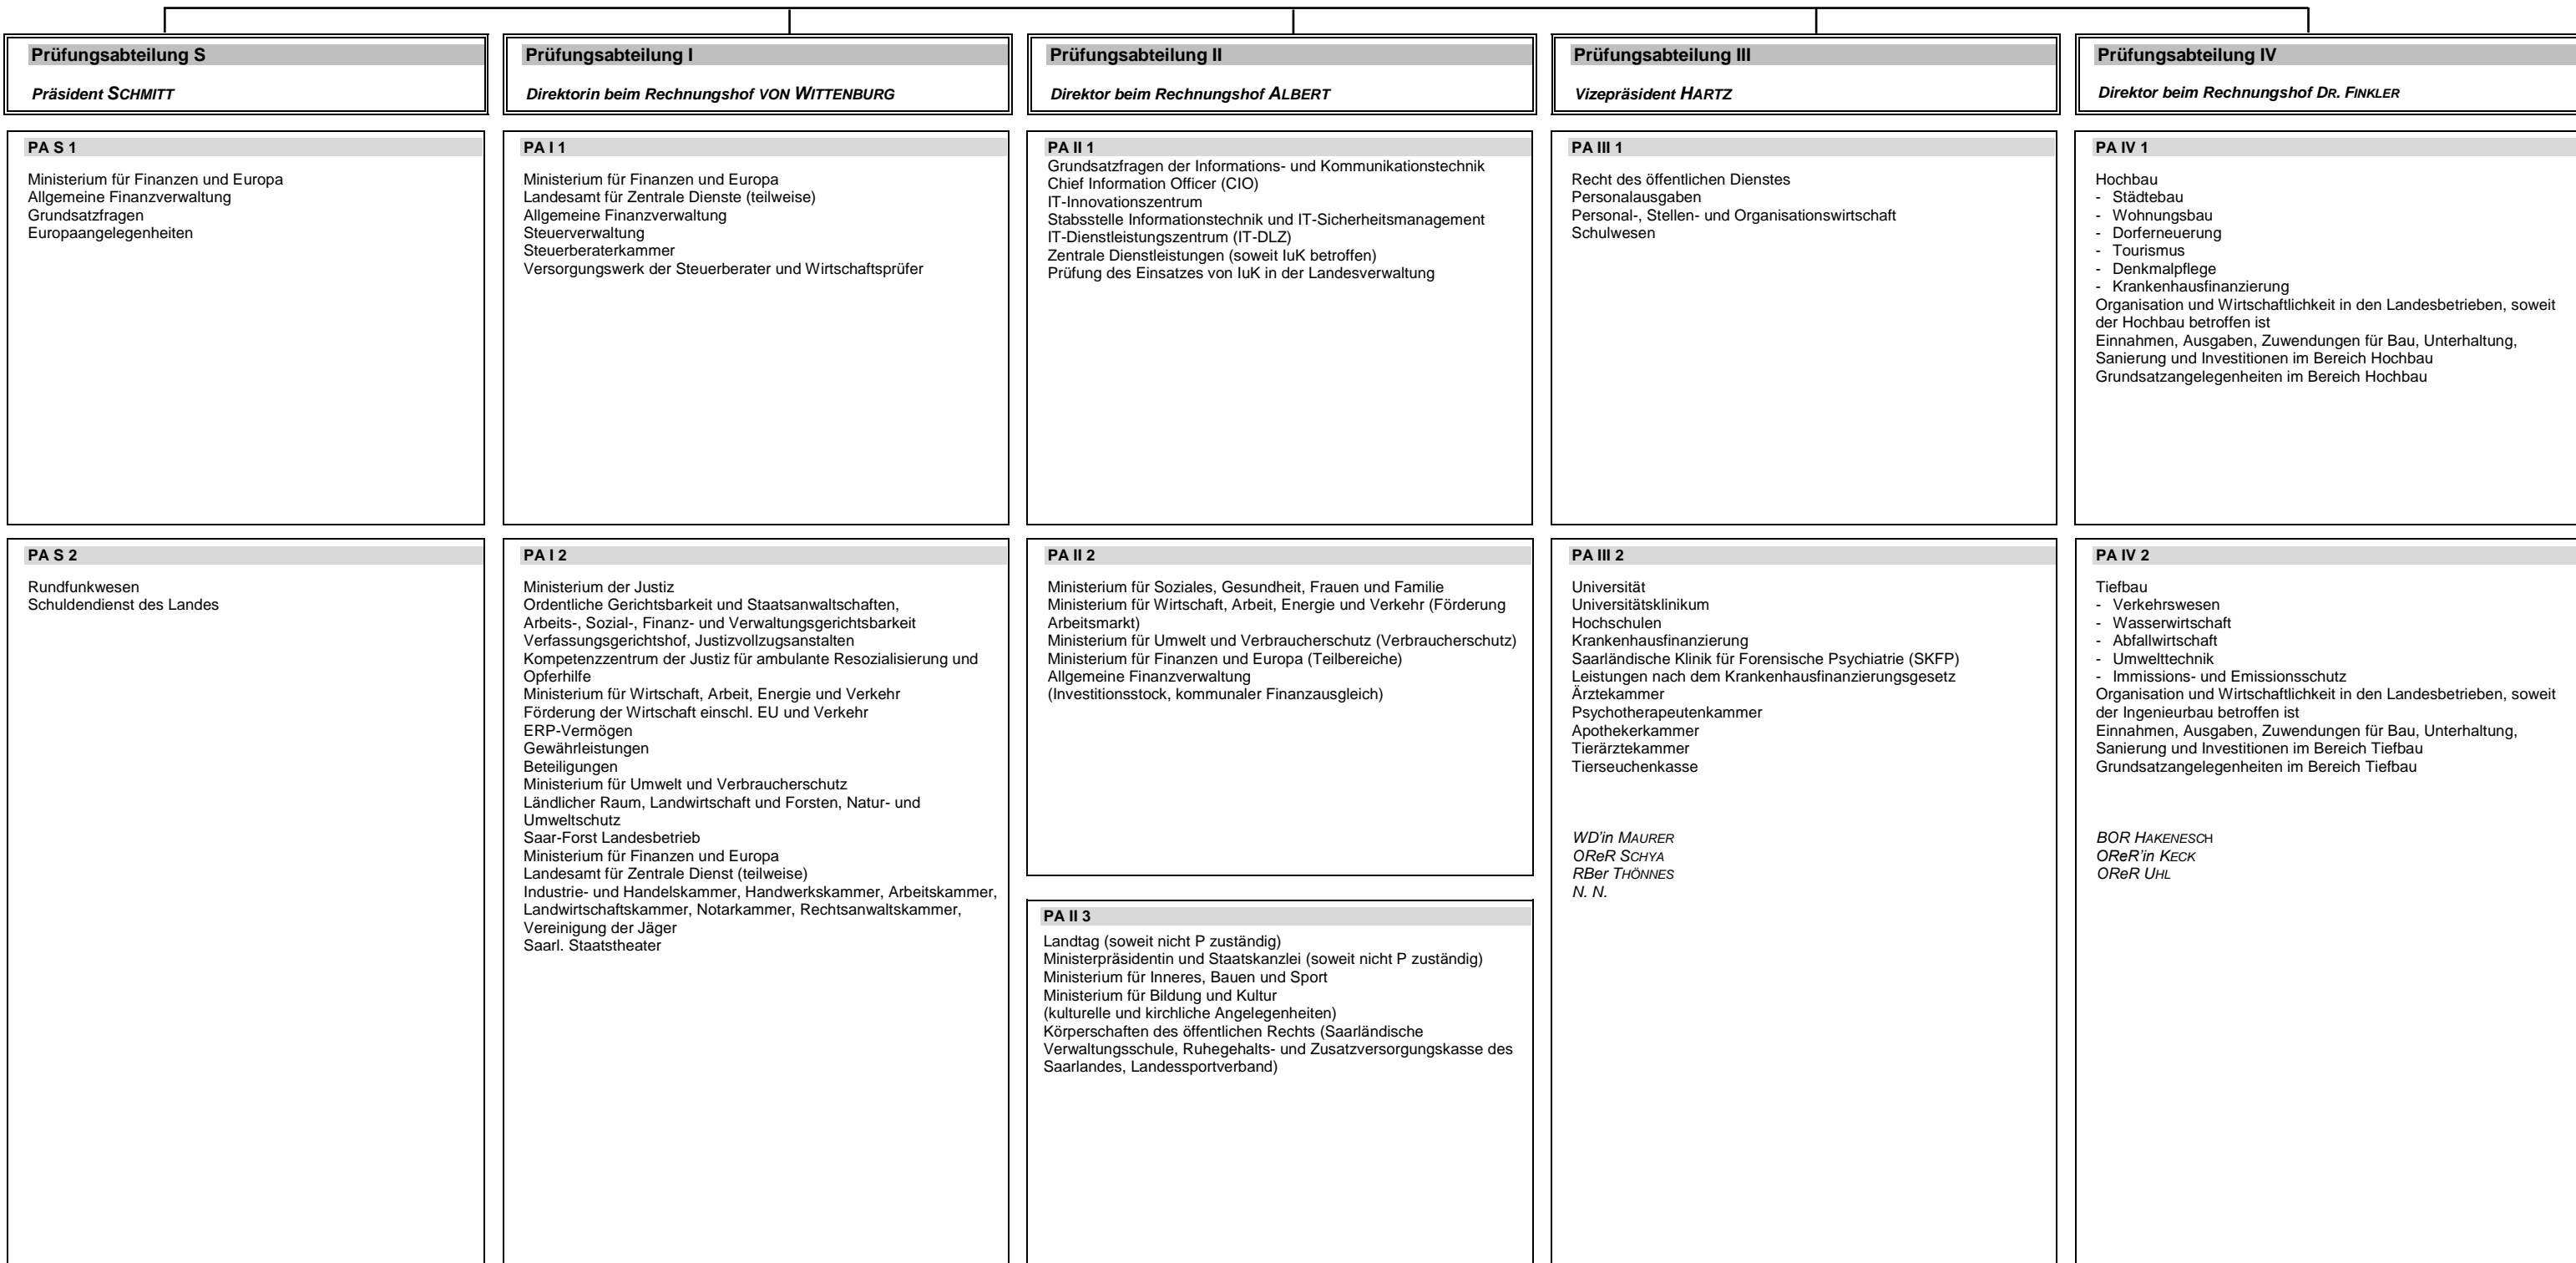 Prüfungsabteilung S
Präsident SCHMITT
Prüfungsabteilung I
Direktorin beim Rechnungshof VON WITTENBURG
Prüfungsabteilung II
Direktor beim Rechnungshof ALBERT
Prüfungsabteilung III
Vizepräsident HARTZ
Prüfungsabteilung IV
Direktor beim Rechnungshof DR. FINKLER
PA S 1
Ministerium für Finanzen und Europa
Allgemeine Finanzverwaltung
Grundsatzfragen
Europaangelegenheiten
PA I 1
Ministerium für Finanzen und Europa
Landesamt für Zentrale Dienste (teilweise)
Allgemeine Finanzverwaltung
Steuerverwaltung
Steuerberaterkammer
Versorgungswerk der Steuerberater und Wirtschaftsprüfer
PA II 1
Grundsatzfragen der Informations- und Kommunikationstechnik
Chief Information Officer (CIO)
IT-Innovationszentrum
Stabsstelle Informationstechnik und IT-Sicherheitsmanagement
IT-Dienstleistungszentrum (IT-DLZ)
Zentrale Dienstleistungen (soweit IuK betroffen)
Prüfung des Einsatzes von IuK in der Landesverwaltung
PA III 1
Recht des öffentlichen Dienstes
Personalausgaben
Personal-, Stellen- und Organisationswirtschaft
Schulwesen
PA IV 1
Hochbau
- Städtebau
- Wohnungsbau
- Dorferneuerung
- Tourismus
- Denkmalpflege
- Krankenhausfinanzierung
Organisation und Wirtschaftlichkeit in den Landesbetrieben, soweit
der Hochbau betroffen ist
Einnahmen, Ausgaben, Zuwendungen für Bau, Unterhaltung,
Sanierung und Investitionen im Bereich Hochbau
Grundsatzangelegenheiten im Bereich Hochbau
PA S 2
Rundfunkwesen
Schuldendienst des Landes
PA I 2
Ministerium der Justiz
Ordentliche Gerichtsbarkeit und Staatsanwaltschaften,
Arbeits-, Sozial-, Finanz- und Verwaltungsgerichtsbarkeit
Verfassungsgerichtshof, Justizvollzugsanstalten
Kompetenzzentrum der Justiz für ambulante Resozialisierung und
Opferhilfe
Ministerium für Wirtschaft, Arbeit, Energie und Verkehr
Förderung der Wirtschaft einschl. EU und Verkehr
ERP-Vermögen
Gewährleistungen
Beteiligungen
Ministerium für Umwelt und Verbraucherschutz
Ländlicher Raum, Landwirtschaft und Forsten, Natur- und
Umweltschutz
Saar-Forst Landesbetrieb
Ministerium für Finanzen und Europa
Landesamt für Zentrale Dienst (teilweise)
Industrie- und Handelskammer, Handwerkskammer, Arbeitskammer,
Landwirtschaftskammer, Notarkammer, Rechtsanwaltskammer,
Vereinigung der Jäger
Saarl. Staatstheater
PA II 2
Ministerium für Soziales, Gesundheit, Frauen und Familie
Ministerium für Wirtschaft, Arbeit, Energie und Verkehr (Förderung
Arbeitsmarkt)
Ministerium für Umwelt und Verbraucherschutz (Verbraucherschutz)
Ministerium für Finanzen und Europa (Teilbereiche)
Allgemeine Finanzverwaltung
(Investitionsstock, kommunaler Finanzausgleich)
PA II 3
Landtag (soweit nicht P zuständig)
Ministerpräsidentin und Staatskanzlei (soweit nicht P zuständig)
Ministerium für Inneres, Bauen und Sport
Ministerium für Bildung und Kultur
(kulturelle und kirchliche Angelegenheiten)
Körperschaften des öffentlichen Rechts (Saarländische
Verwaltungsschule, Ruhegehalts- und Zusatzversorgungskasse des
Saarlandes, Landessportverband)
PA III 2
Universität
Universitätsklinikum
Hochschulen
Krankenhausfinanzierung
Saarländische Klinik für Forensische Psychiatrie (SKFP)
Leistungen nach dem Krankenhausfinanzierungsgesetz
Ärztekammer
Psychotherapeutenkammer
Apothekerkammer
Tierärztekammer
Tierseuchenkasse
WD'in MAURER
OReR SCHYA
RBer THÖNNES
N. N.
PA IV 2
Tiefbau
- Verkehrswesen
- Wasserwirtschaft
- Abfallwirtschaft
- Umwelttechnik
- Immissions- und Emissionsschutz
Organisation und Wirtschaftlichkeit in den Landesbetrieben, soweit
der Ingenieurbau betroffen ist
Einnahmen, Ausgaben, Zuwendungen für Bau, Unterhaltung,
Sanierung und Investitionen im Bereich Tiefbau
Grundsatzangelegenheiten im Bereich Tiefbau
BOR HAKENESCH
OReR'in KECK
OReR UHL